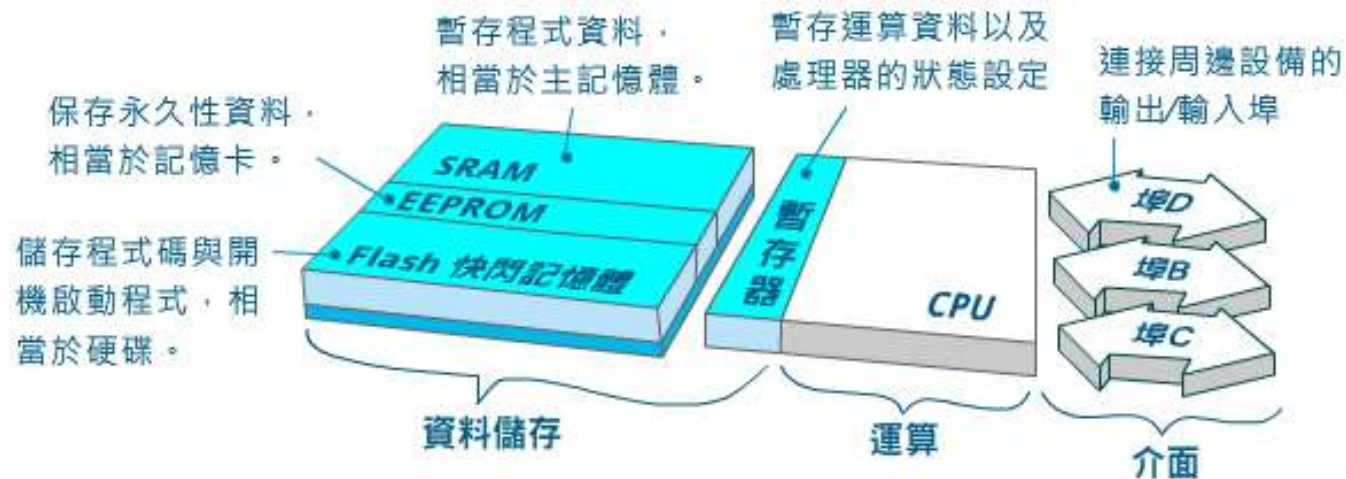 暫存程式資料，
相當於主記憶體。
暫存運算資料以及
處理器的狀態設定
連接周邊設備的
輸出/輸入埠
保存永久性資料，
相當於記憶卡。
儲存程式碼與開
機啟動程式，相
當於硬碟。
SRAM
EEPROM
Flash 快閃記憶體
暫存器
CPU
埠D
埠B
埠C
資料儲存
運算
介面